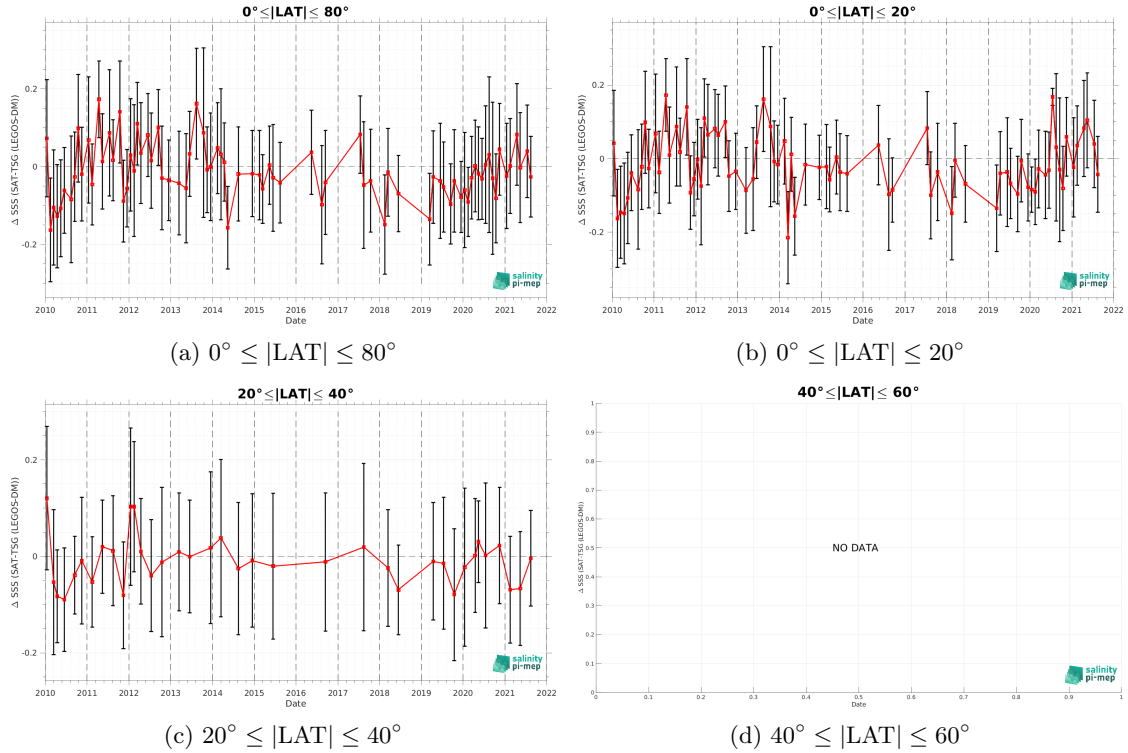 0°≤|LAT|≤ 80°
Δ SSS (SAT-TSG (LEGOS-DM))
0.2
0
-0.2
2010 2011 2012 2013 2014 2015 2016 2017 2018 2019 2020 2021 2022
Date
salinity
pi-mep
(a) 0° ≤ |LAT| ≤ 80°
0°≤|LAT|≤ 20°
Δ SSS (SAT-TSG (LEGOS-DM))
0.2
0
-0.2
2010 2011 2012 2013 2014 2015 2016 2017 2018 2019 2020 2021 2022
Date
salinity
pi-mep
(b) 0° ≤ |LAT| ≤ 20°
20°≤|LAT|≤ 40°
Δ SSS (SAT-TSG (LEGOS-DM))
0.2
0
-0.2
2010 2011 2012 2013 2014 2015 2016 2017 2018 2019 2020 2021 2022
Date
salinity
pi-mep
(c) 20° ≤ |LAT| ≤ 40°
40°≤|LAT|≤ 60°
Δ SSS (SAT-TSG (LEGOS-DM))
1
0.9
0.8
0.7
0.6
0.5
0.4
0.3
0.2
0.1
0
NO DATA
0 0.1 0.2 0.3 0.4 0.5 0.6 0.7 0.8 0.9 1
Date
salinity
pi-mep
(d) 40° ≤ |LAT| ≤ 60°